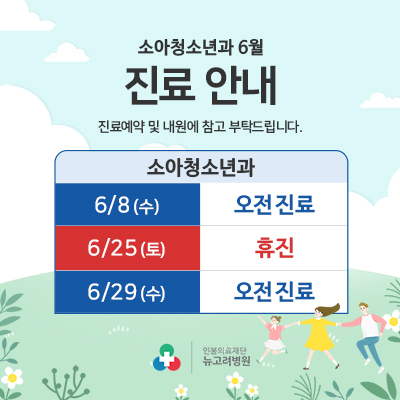 소아청소년과 6월
진료 안내
진료예약 및 내원에 참고 부탁드립니다.
소아청소년과
6/8 (수) 오전 진료
6/25 (토) 휴진
6/29 (수) 오전 진료
인봉의료재단
뉴고려병원